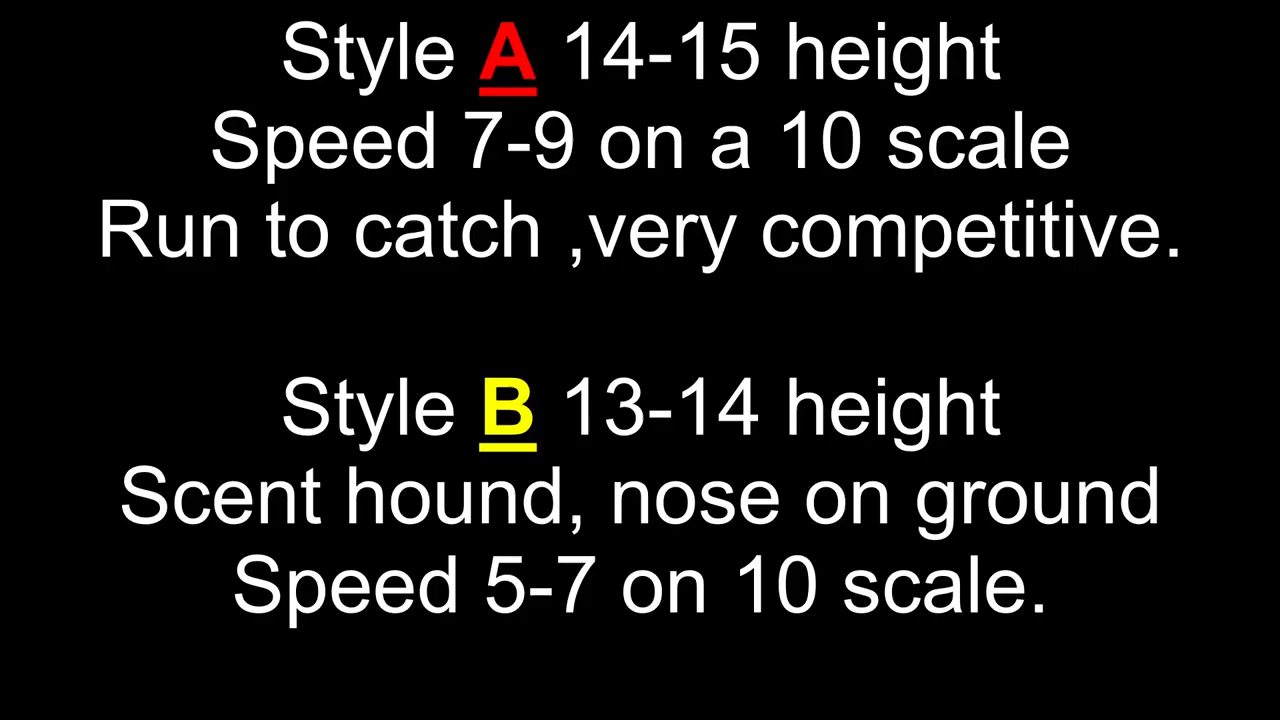 Style A 14-15 height
Speed 7-9 on a 10 scale
Run to catch ,very competitive.
Style B 13-14 height
Scent hound, nose on ground
Speed 5-7 on 10 scale.